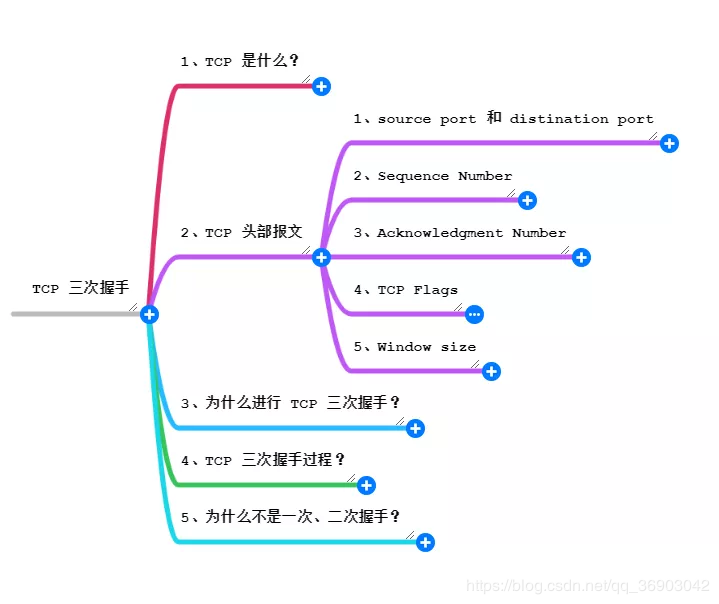 TCP 三次握手
1、TCP 是什么？
2、TCP 头部报文
1、source port 和 distination port
2、Sequence Number
3、Acknowledgment Number
4、TCP Flags
5、Window size
3、为什么进行 TCP 三次握手？
4、TCP 三次握手过程？
5、为什么不是一次、二次握手？
https://blog.csdn.net/qq_36903042